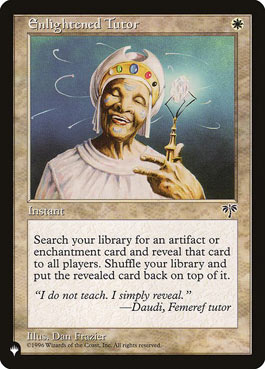 Enlightened Tutor
Instant
Search your library for an artifact or
enchantment card and reveal that card
to all players. Shuffle your library and
put the revealed card back on top of it.
"I do not teach. I simply reveal."
—Daudi, Femeref tutor
Illus. Dan Frazier
©1996 Wizards of the Coast, Inc. All rights reserved.